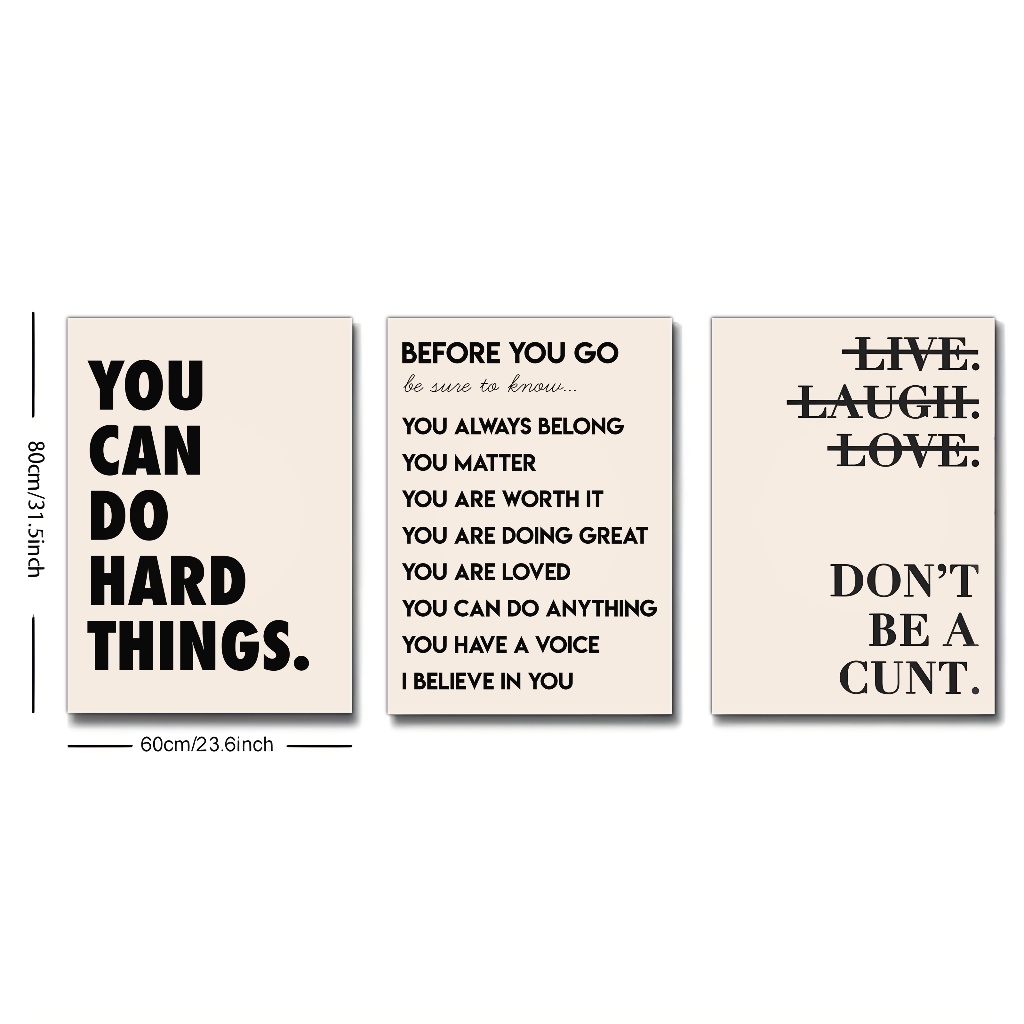 80cm/31.5inch
YOU
CAN
DO
HARD
THINGS.
60cm/23.6inch
BEFORE YOU GO
be sure to know...
YOU ALWAYS BELONG
YOU MATTER
YOU ARE WORTH IT
YOU ARE DOING GREAT
YOU ARE LOVED
YOU CAN DO ANYTHING
YOU HAVE A VOICE
I BELIEVE IN YOU
LIVE.
LAUGH.
LOVE.
DON'T
BE A
CUNT.